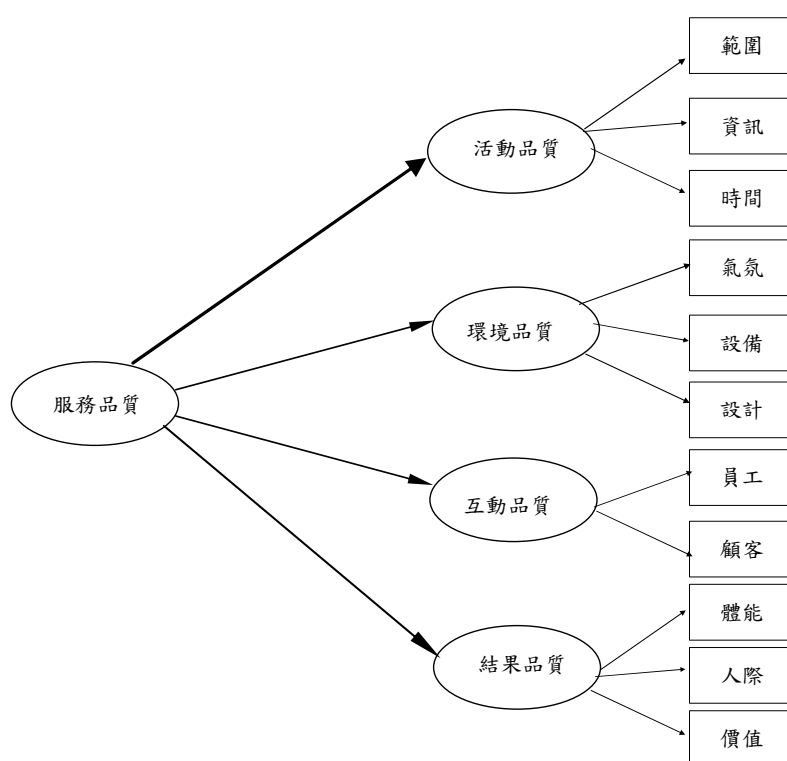 服務品質
活動品質
範圍
資訊
時間
環境品質
氣氛
設備
設計
互動品質
員工
顧客
結果品質
體能
人際
價值